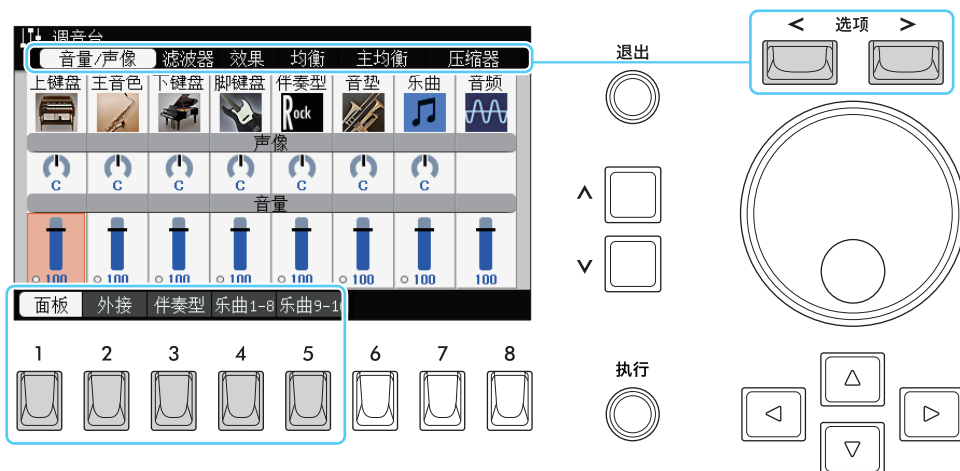 调音台
音量/声像 滤波器 效果 均衡 主均衡 压缩器
上键盘 主音色 下键盘 脚键盘 伴奏型 音垫 乐曲 音频
Rock
声像
C C C C C C C
音量
100 100 100 100 100 100 100 100
面板 外接 伴奏型 乐曲1-8 乐曲9-1
1 2 3 4 5 6 7 8
< 选项 >
退出
∧
∨
执行